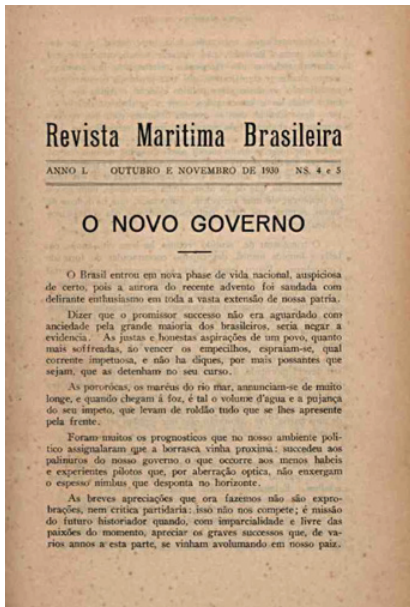 Revista Maritima Brasileira
ANNO L OUTUBRO E NOVEMBRO DE 1930 NS. 4 e 5
O NOVO GOVERNO
O Brasil entrou em nova phase de vida nacional, auspiciosa
de certo, pois a aurora do recente advento foi saudada com
delirante enthusiasmo em toda a vasta extensão de nossa patria.
Dizer que o promissor successo não era aguardado com
anciedade pela grande maioria dos brasileiros, seria negar a
evidencia. As justas e honestas aspirações de um povo, quanto
mais soffreadas, ao vencer os empecilhos, espraiam-se, qual
corrente impetuosa, e não ha diques, por mais possantes que
sejam, que as detenham no seu curso.
As pororócas, os maréus do rio mar, annunciam-se de muito
longe, e quando chegam á foz, é tal o volume d'agua e a pujança
do seu impeto, que levam de roldão tudo que se lhes apresente
pela frente.
Foram muitos os prognosticos que no nosso ambiente poli-
tico assignalaram que a borrasca vinha proxima: succedeu aos
palinuros do nosso governo o que occorre aos menos habeis
e experientes pilotos que, por aberração optica, não enxergam
o espesso nimbus que desponta no horizonte.
As breves apreciações que ora fazemos não são expro-
brações, nem critica partidaria: isso não nos compete; é missão
do futuro historiador quando, com imparcialidade e livre das
paixões do momento, apreciar os graves successos que, de va-
rios annos a esta parte, se vinham avolumando em nosso paiz.